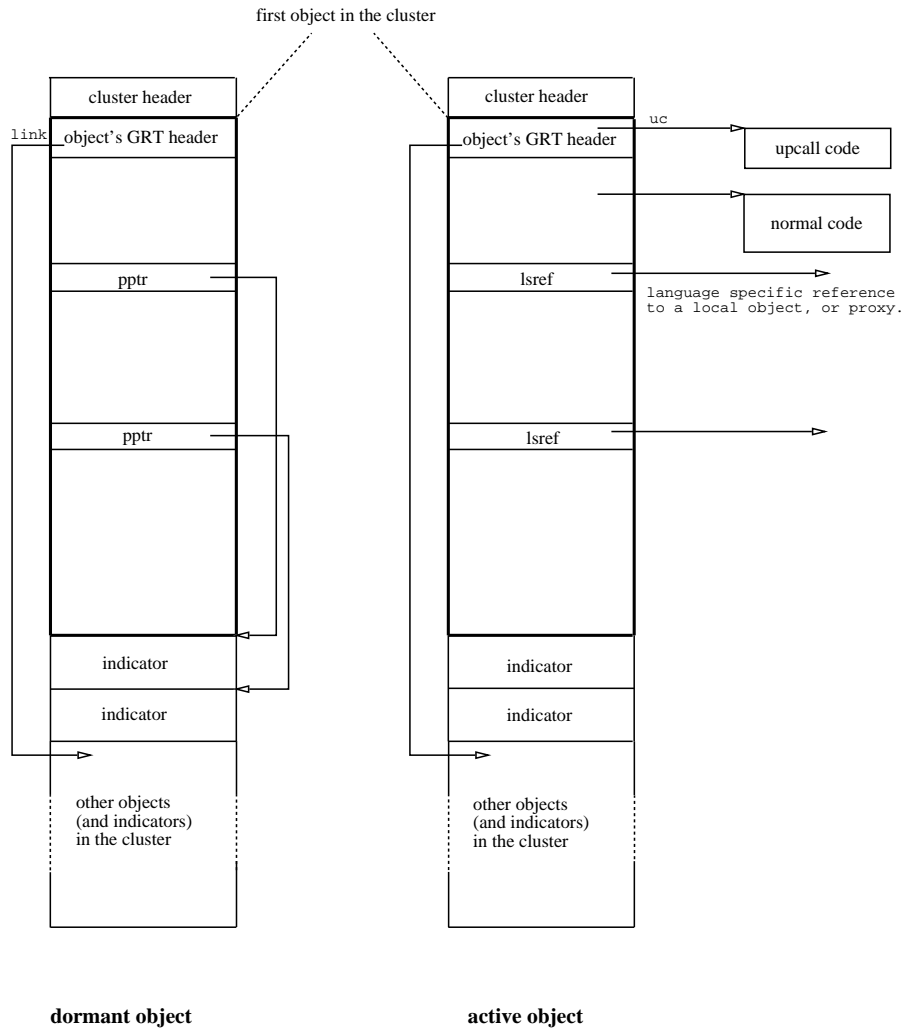 first object in the cluster
cluster header
cluster header
link
object's GRT header
object's GRT header
uc
upcall code
normal code
pptr
lsref
language specific reference
to a local object, or proxy.
pptr
lsref
indicator
indicator
indicator
indicator
other objects
(and indicators)
in the cluster
other objects
(and indicators)
in the cluster
dormant object
active object